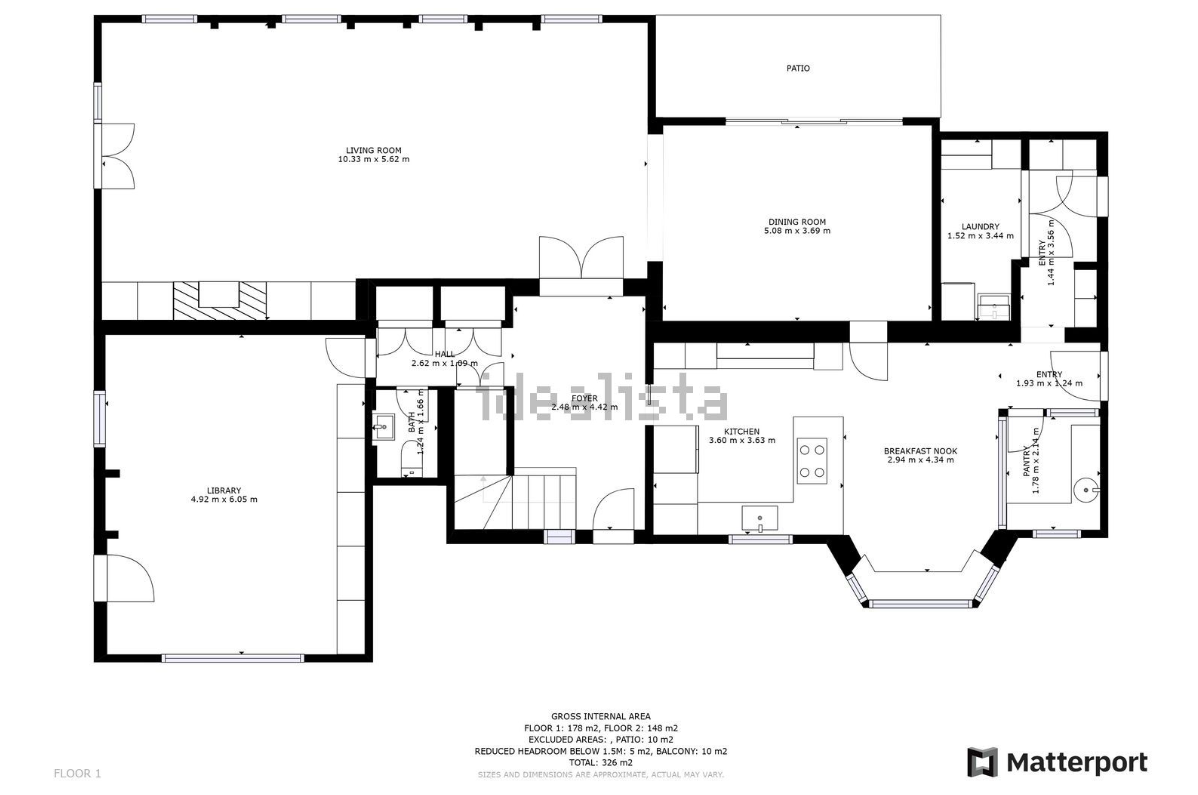 PATIO
LIVING ROOM
10.33 m x 5.62 m
DINING ROOM
5.08 m x 3.69 m
LAUNDRY
1.52 m x 3.44 m
ENTRY
1.44 m x 3.56 m
HALL
2.62 m x 1.09 m
ENTRY
1.93 m x 1.24 m
idealista
FOYER
2.48 m x 4.42 m
BATH
1.24 m x 1.66 m
KITCHEN
3.60 m x 3.63 m
BREAKFAST NOOK
2.94 m x 4.34 m
PANTRY
1.78 m x 2.14 m
LIBRARY
4.92 m x 6.05 m
GROSS INTERNAL AREA
FLOOR 1: 178 m2, FLOOR 2: 148 m2
EXCLUDED AREAS: , PATIO: 10 m2
REDUCED HEADROOM BELOW 1.5M: 5 m2, BALCONY: 10 m2
TOTAL: 326 m2
SIZES AND DIMENSIONS ARE APPROXIMATE, ACTUAL MAY VARY.
FLOOR 1
Matterport